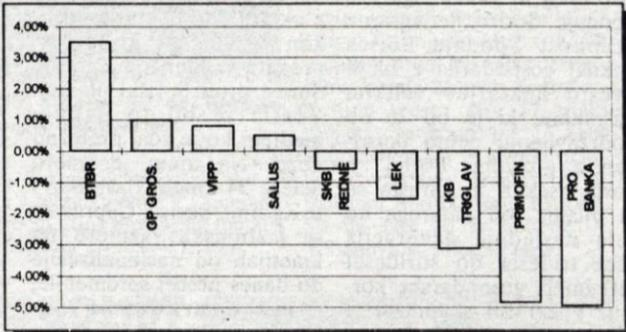 4,00%
3,00%
2,00%
1,00%
0,00%
-1,00%
-2,00%
-3,00%
-4,00%
-5,00%
BTBR
GP GROS.
VIPP
SALUS
SKB
REDNE
LEK
KB
TRIGLAV
PRIMOFIN
PRO
BANKA